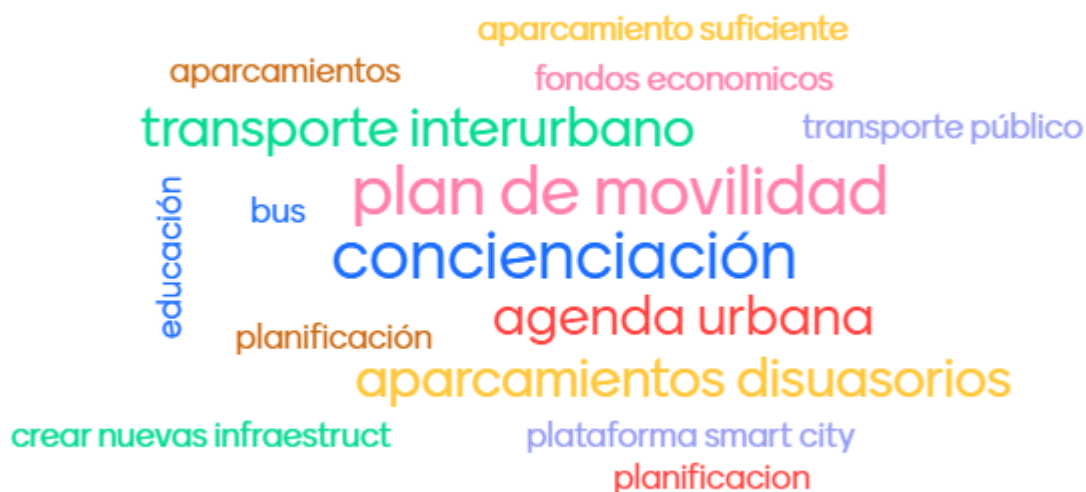 aparcamiento suficiente
aparcamientos
fondos economicos
transporte interurbano
transporte público
plan de movilidad
educación
bus
concienciación
agenda urbana
planificación
aparcamientos disuasorios
crear nuevas infraestruct
plataforma smart city
planificacion